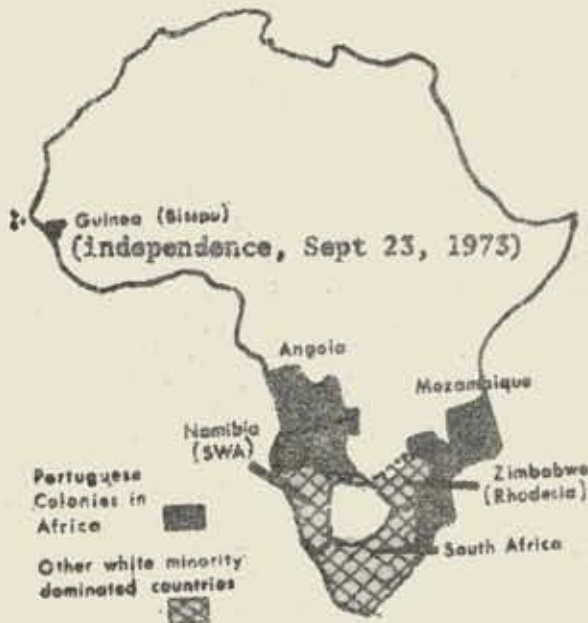 Guinea (Bissau)
(independence, Sept 23, 1973)
Angola
Mozambique
Namibia
(SWA)
Zimbabwe
(Rhodesia)
Portuguese
Colonies in
Africa
South Africa
Other white minority
dominated countries